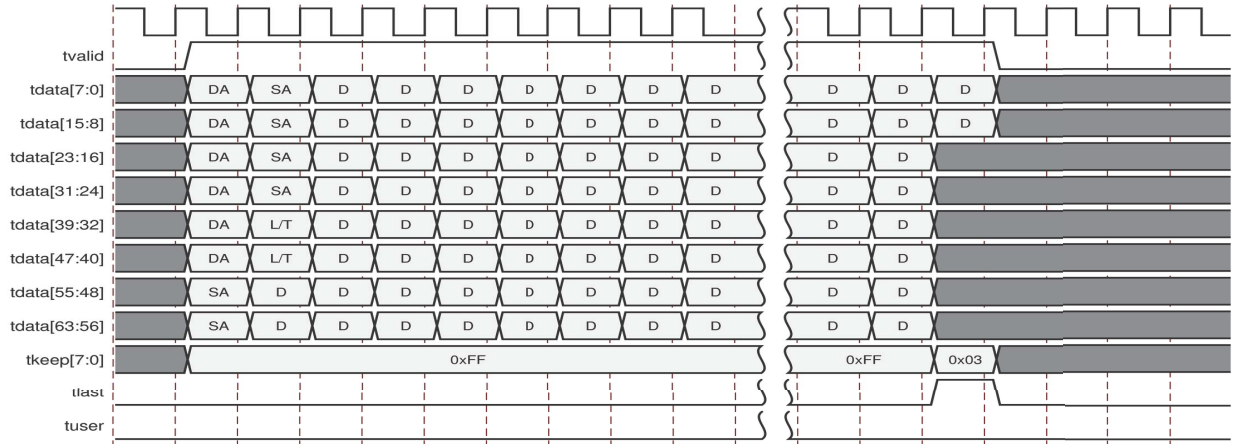 tvalid
tdata[7:0] DA SA D D D D D D D D D D
tdata[15:8] DA SA D D D D D D D D D D
tdata[23:16] DA SA D D D D D D D D D
tdata[31:24] DA SA D D D D D D D D D
tdata[39:32] DA L/T D D D D D D D D D
tdata[47:40] DA L/T D D D D D D D D D
tdata[55:48] SA D D D D D D D D D D
tdata[63:56] SA D D D D D D D D D D
tkeep[7:0] 0xFF 0xFF 0x03
tlast
tuser